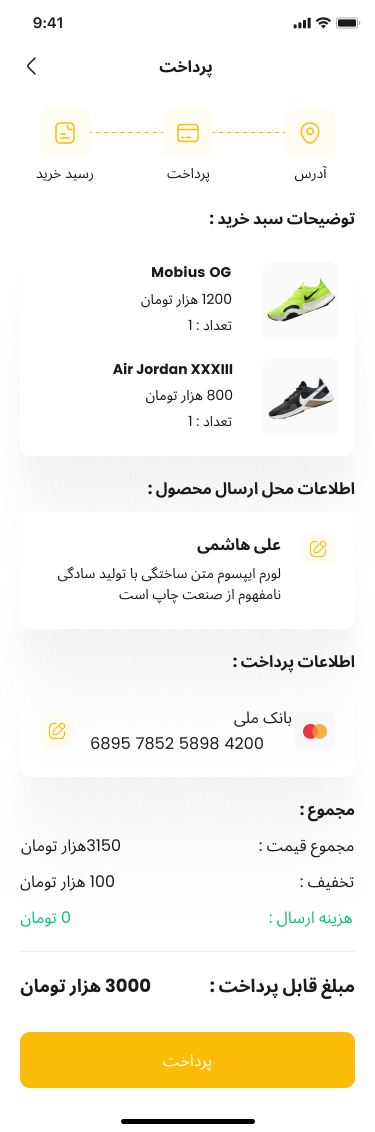 9:41
پرداخت
آدرس
پرداخت
رسید خرید
توضیحات سبد خرید :
Mobius OG
1200 هزار تومان
تعداد : 1
Air Jordan XXXIII
800 هزار تومان
تعداد : 1
اطلاعات محل ارسال محصول :
علی هاشمی
لورم ایپسوم متن ساختگی با تولید سادگی
نامفهوم از صنعت چاپ است
اطلاعات پرداخت :
بانک ملی
6895 7852 5898 4200
مجموع :
مجموع قیمت : 3150هزار تومان
تخفیف : 100 هزار تومان
هزینه ارسال : 0 تومان
مبلغ قابل پرداخت : 3000 هزار تومان
پرداخت